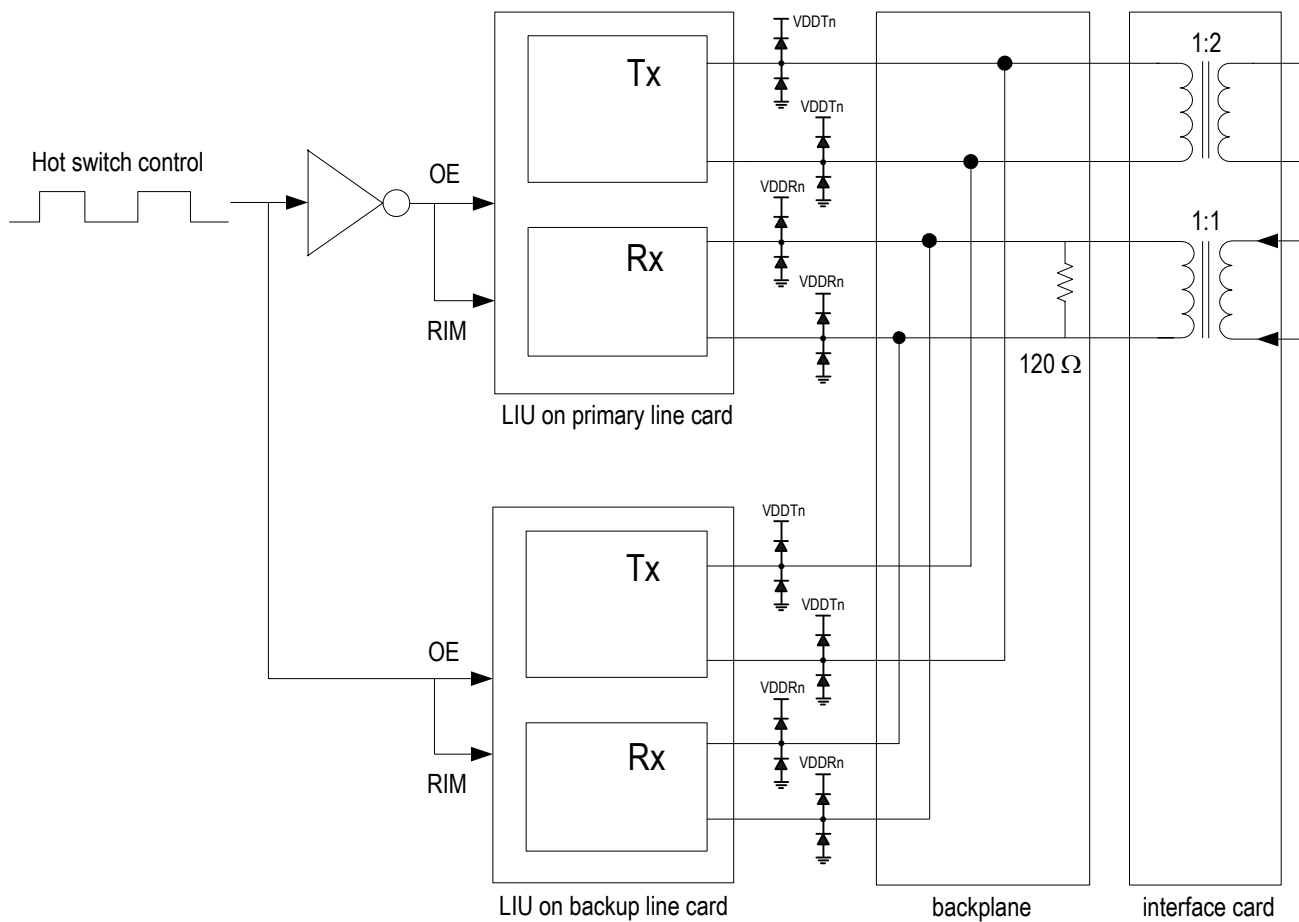 VDDTn
Tx
1:2
VDDTn
Hot switch control
OE
VDDRn
1:1
Rx
VDDRn
RIM
120 Ω
LIU on primary line card
VDDTn
Tx
VDDTn
OE
VDDRn
Rx
VDDRn
RIM
LIU on backup line card
backplane
interface card